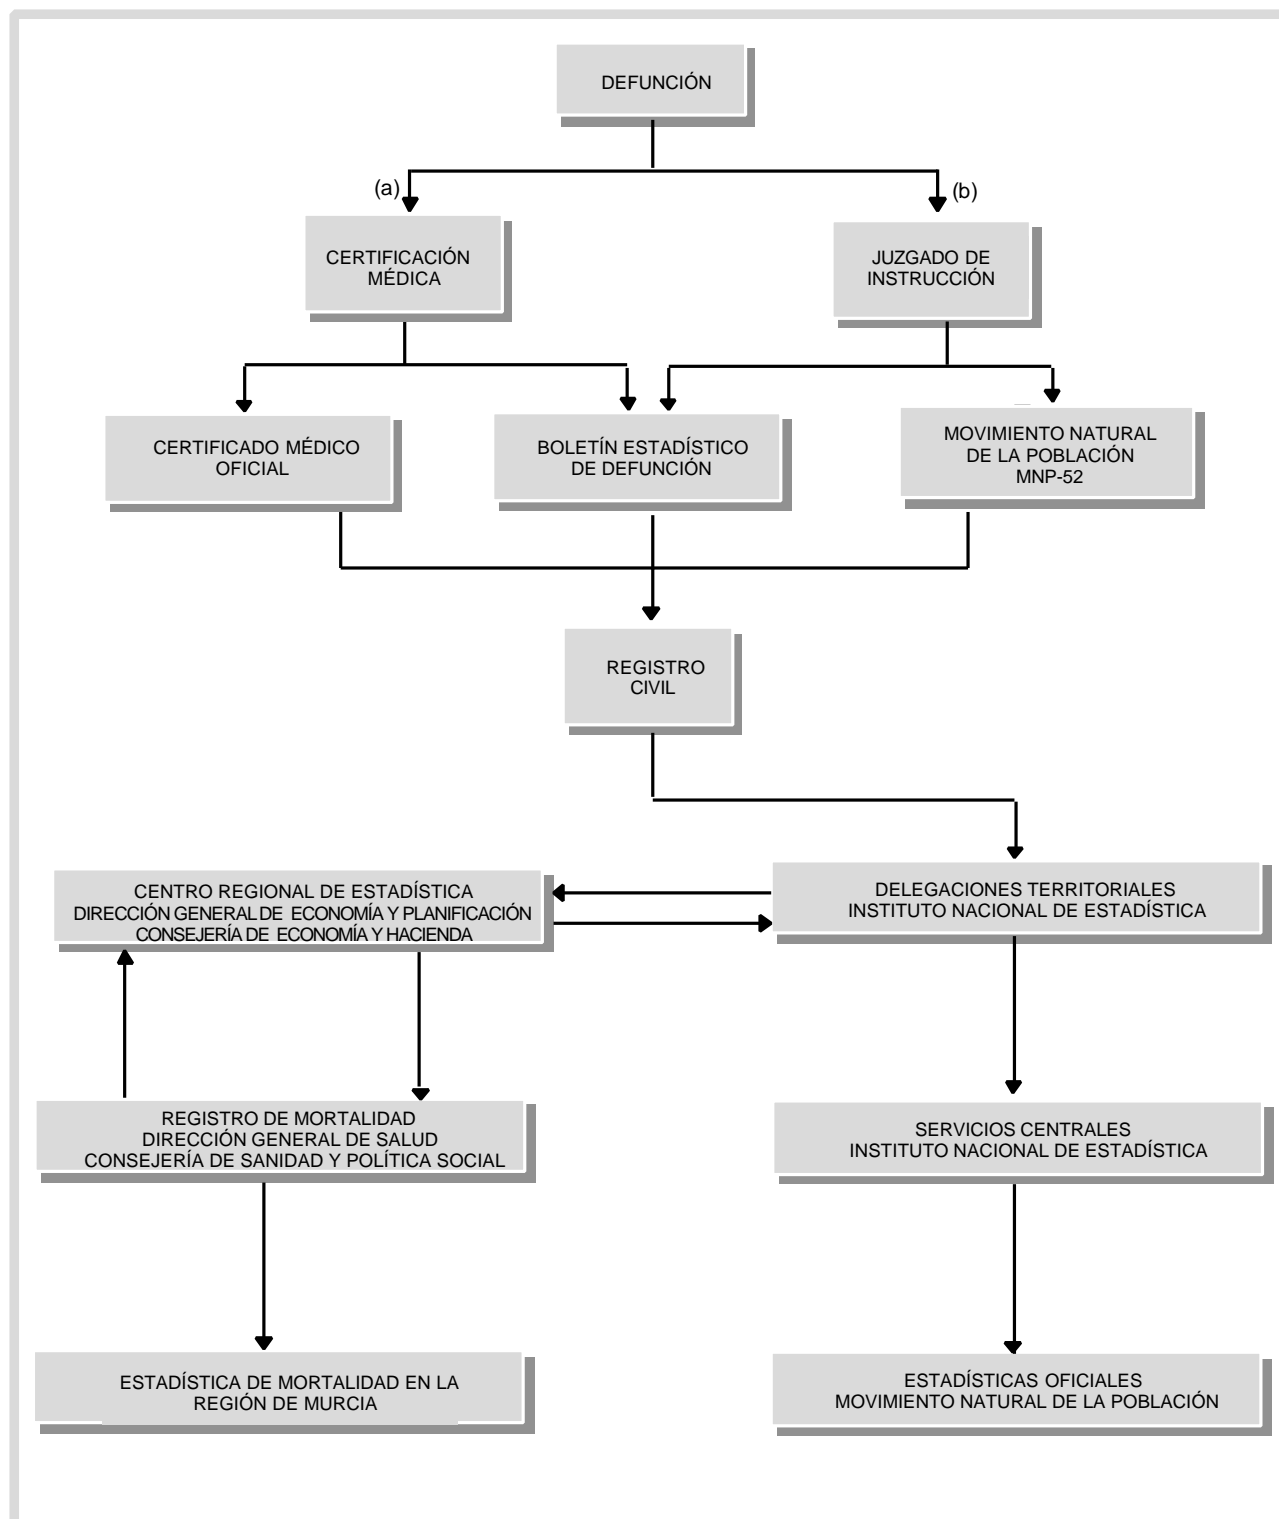 DEFUNCIÓN
(a)
(b)
CERTIFICACIÓN
MÉDICA
JUZGADO DE
INSTRUCCIÓN
CERTIFICADO MÉDICO
OFICIAL
BOLETÍN ESTADÍSTICO
DE DEFUNCIÓN
MOVIMIENTO NATURAL
DE LA POBLACIÓN
MNP-52
REGISTRO
CIVIL
CENTRO REGIONAL DE ESTADÍSTICA
DIRECCIÓN GENERAL DE ECONOMÍA Y PLANIFICACIÓN
CONSEJERÍA DE ECONOMÍA Y HACIENDA
DELEGACIONES TERRITORIALES
INSTITUTO NACIONAL DE ESTADÍSTICA
REGISTRO DE MORTALIDAD
DIRECCIÓN GENERAL DE SALUD
CONSEJERÍA DE SANIDAD Y POLÍTICA SOCIAL
SERVICIOS CENTRALES
INSTITUTO NACIONAL DE ESTADÍSTICA
ESTADÍSTICA DE MORTALIDAD EN LA
REGIÓN DE MURCIA
ESTADÍSTICAS OFICIALES
MOVIMIENTO NATURAL DE LA POBLACIÓN